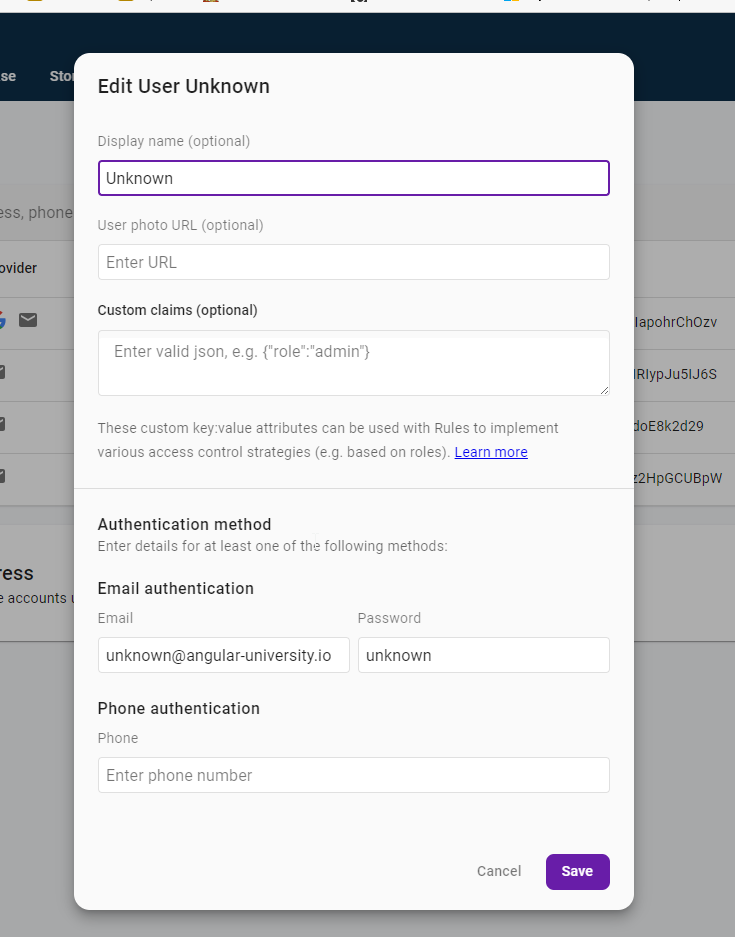 se
Sto
Edit User Unknown
Display name (optional)
Unknown
ess, phone
User photo URL (optional)
Enter URL
ovider
Custom claims (optional)
Enter valid json, e.g. {"role":"admin"}
IapohrChOzv
IRIypJu5IJ6S
doE8k2d29
These custom key:value attributes can be used with Rules to implement
various access control strategies (e.g. based on roles). Learn more
z2HpGCUBpW
Authentication method
Enter details for at least one of the following methods:
ress
e accounts u
Email authentication
Email Password
unknown@angular-university.io unknown
Phone authentication
Phone
Enter phone number
Cancel Save